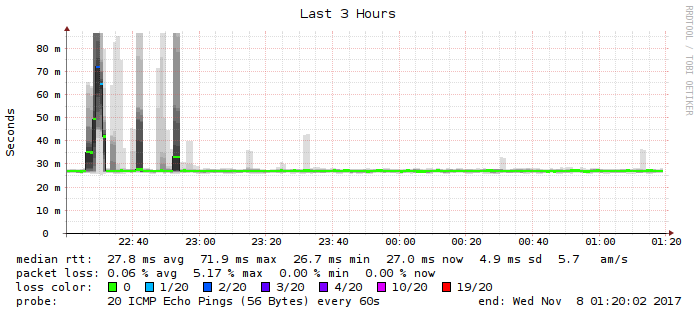 Last 3 Hours
RRDTOOL / TOBI OETIKER
Seconds
80 m
70 m
60 m
50 m
40 m
30 m
20 m
10 m
0
22:40 23:00 23:20 23:40 00:00 00:20 00:40 01:00 01:20
median rtt: 27.8 ms avg 71.9 ms max 26.7 ms min 27.0 ms now 4.9 ms sd 5.7 am/s
packet loss: 0.06 % avg 5.17 % max 0.00 % min 0.00 % now
loss color: 0 1/20 2/20 3/20 4/20 10/20 19/20
probe: 20 ICMP Echo Pings (56 Bytes) every 60s end: Wed Nov 8 01:20:02 2017